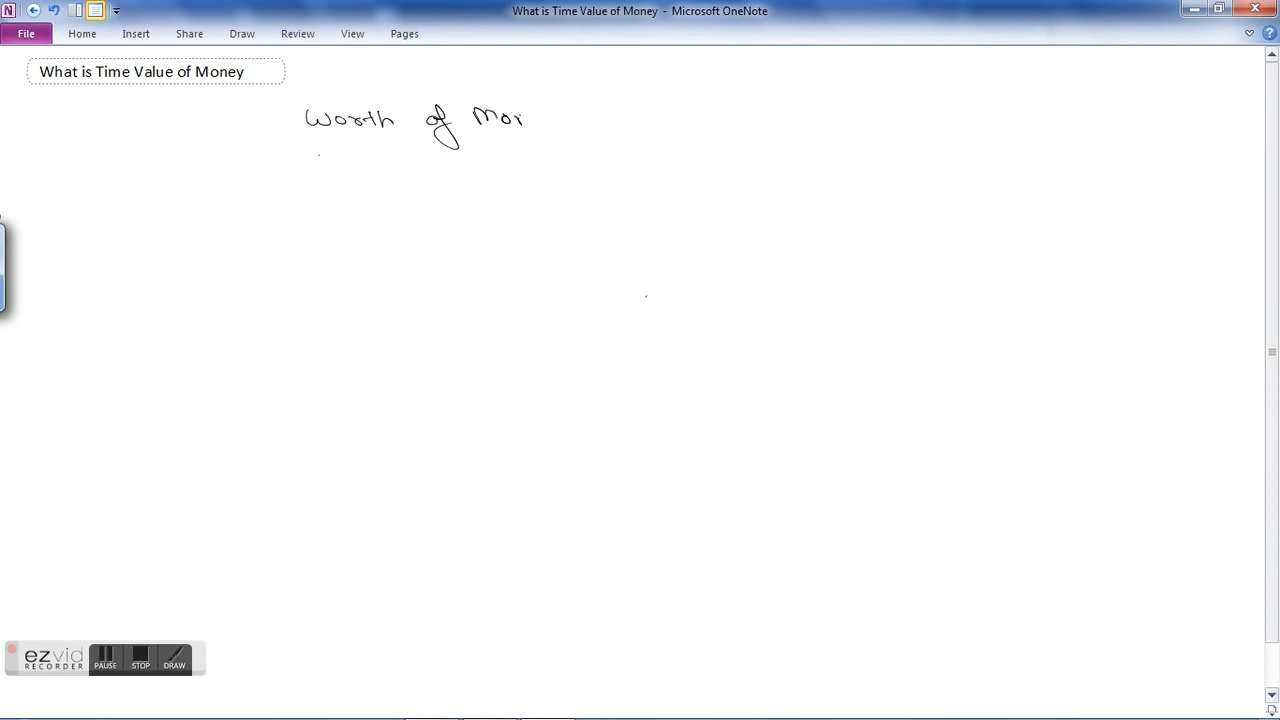 What is Time Value of Money - Microsoft OneNote
File Home Insert Share Draw Review View Pages
What is Time Value of Money
Worth of Mon
ezvid
RECORDER
PAUSE STOP DRAW